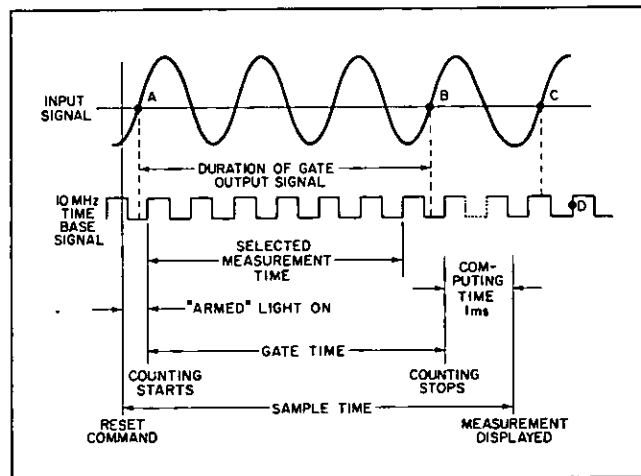 INPUT
SIGNAL
A
B
C
DURATION OF GATE
OUTPUT SIGNAL
10 MHz
TIME
BASE
SIGNAL
D
SELECTED
MEASUREMENT
TIME
COM-
PUTING
TIME
1ms
"ARMED" LIGHT ON
GATE TIME
COUNTING
STARTS
COUNTING
STOPS
SAMPLE TIME
RESET
COMMAND
MEASUREMENT
DISPLAYED